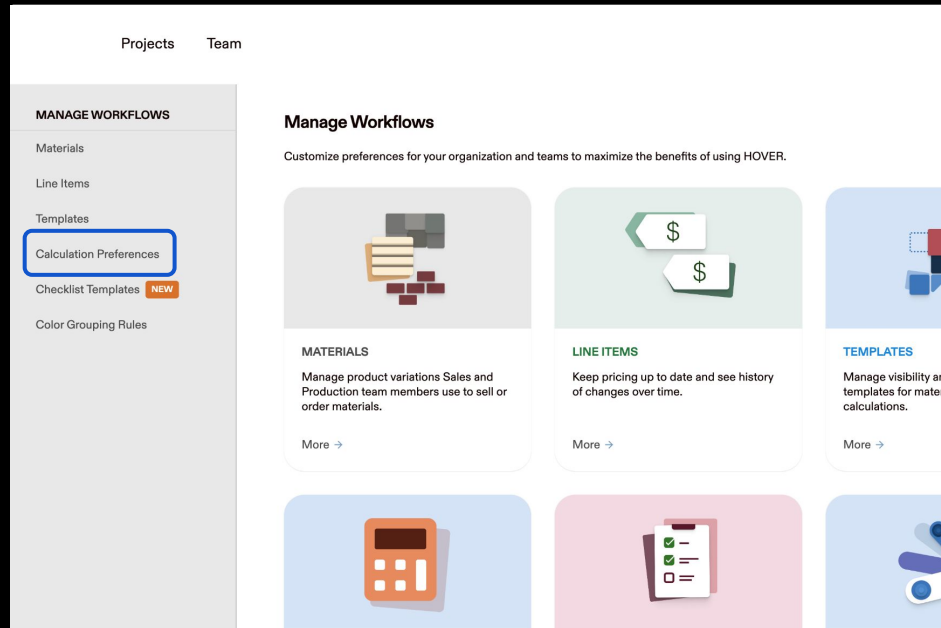 Projects Team
MANAGE WORKFLOWS
Materials
Line Items
Templates
Calculation Preferences
Checklist Templates NEW
Color Grouping Rules
Manage Workflows
Customize preferences for your organization and teams to maximize the benefits of using HOVER.
$
$
MATERIALS
Manage product variations Sales and
Production team members use to sell or
order materials.
More →
LINE ITEMS
Keep pricing up to date and see history
of changes over time.
More →
TEMPLATES
Manage visibility
templates for
calculations.
More →